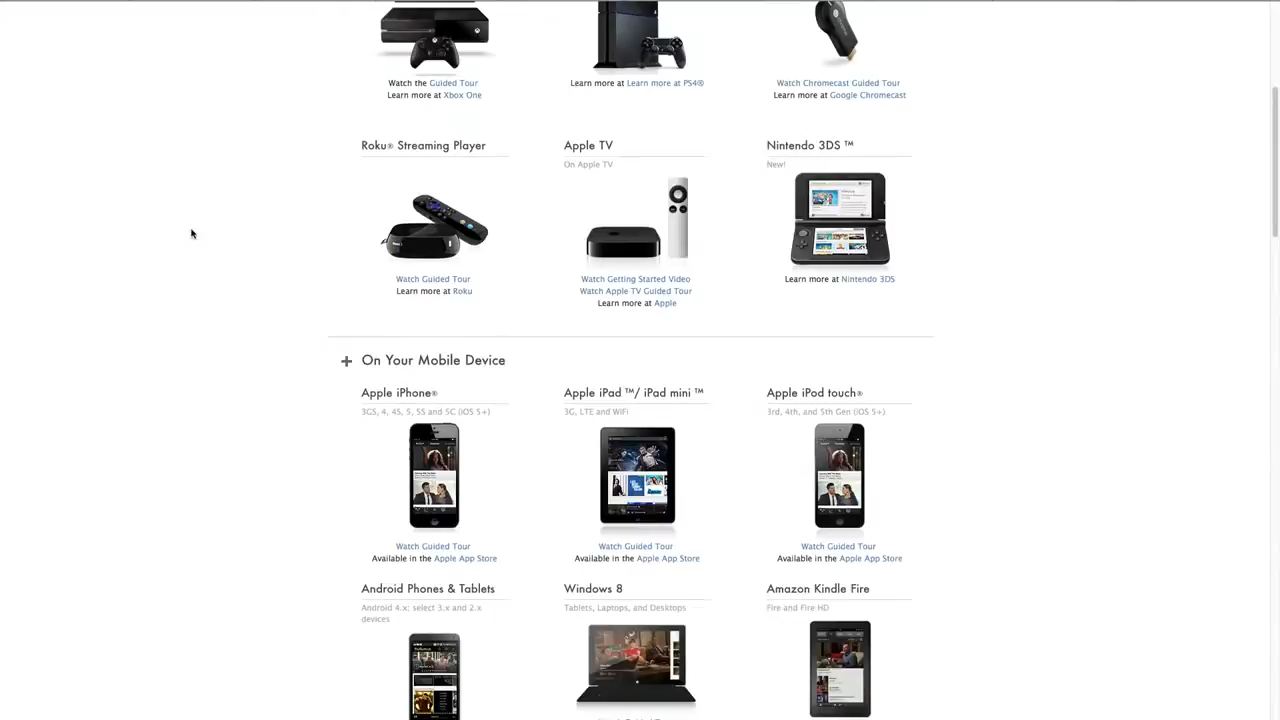 Watch the Guided Tour
Learn more at Xbox One
Learn more at Learn more at PS4®
Watch Chromecast Guided Tour
Learn more at Google Chromecast
Roku® Streaming Player
Apple TV
On Apple TV
Nintendo 3DS ™
New!
Watch Guided Tour
Learn more at Roku
Watch Getting Started Video
Watch Apple TV Guided Tour
Learn more at Apple
Learn more at Nintendo 3DS
+ On Your Mobile Device
Apple iPhone®
3GS, 4, 4S, 5, 5S and 5C (iOS 5+)
Apple iPad ™/ iPad mini ™
3G, LTE and WiFi
Apple iPod touch®
3rd, 4th, and 5th Gen (iOS 5+)
Watch Guided Tour
Available in the Apple App Store
Watch Guided Tour
Available in the Apple App Store
Watch Guided Tour
Available in the Apple App Store
Android Phones & Tablets
Android 4.x; select 3.x and 2.x
devices
Windows 8
Tablets, Laptops, and Desktops
Amazon Kindle Fire
Fire and Fire HD